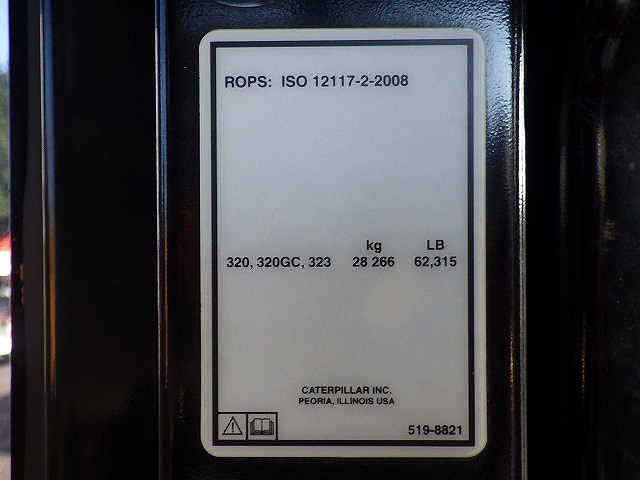 ROPS: ISO 12117-2-2008
kg LB
320, 320GC, 323 28 266 62,315
CATERPILLAR INC.
PEORIA, ILLINOIS USA
519-8821